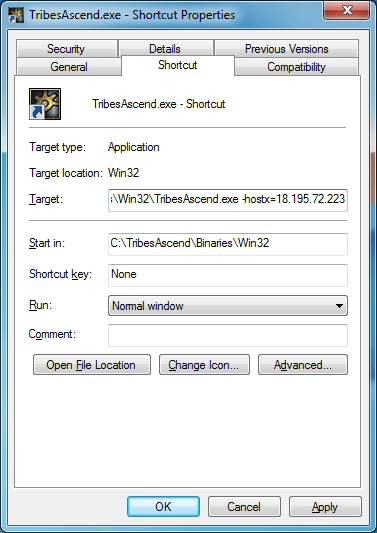 TribesAscend.exe - Shortcut Properties
Security Details Previous Versions
General Shortcut Compatibility
TribesAscend.exe - Shortcut
Target type: Application
Target location: Win32
Target: \Win32\TribesAscend.exe -hostx=18.195.72.223
Start in: C:\TribesAscend\Binaries\Win32
Shortcut key: None
Run: Normal window
Comment:
Open File Location Change Icon... Advanced...
OK Cancel Apply